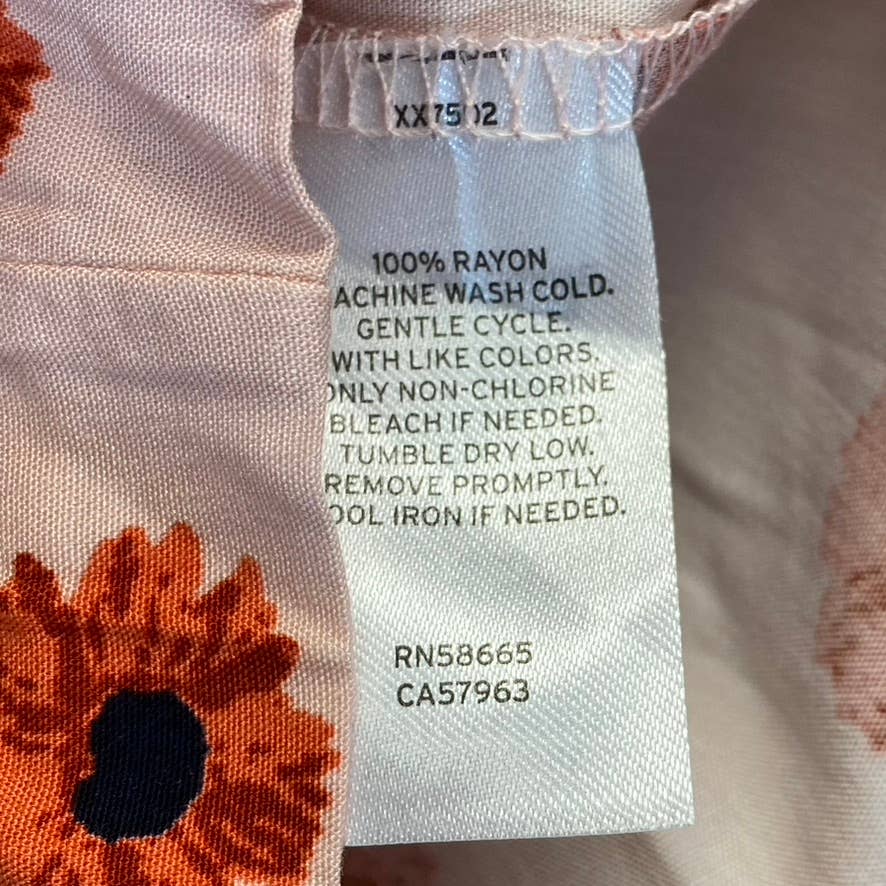 100% RAYON
ACHINE WASH COLD.
GENTLE CYCLE.
WITH LIKE COLORS.
ONLY NON-CHLORINE
BLEACH IF NEEDED.
TUMBLE DRY LOW.
REMOVE PROMPTLY.
OOL IRON IF NEEDED.
RN58665
CA57963